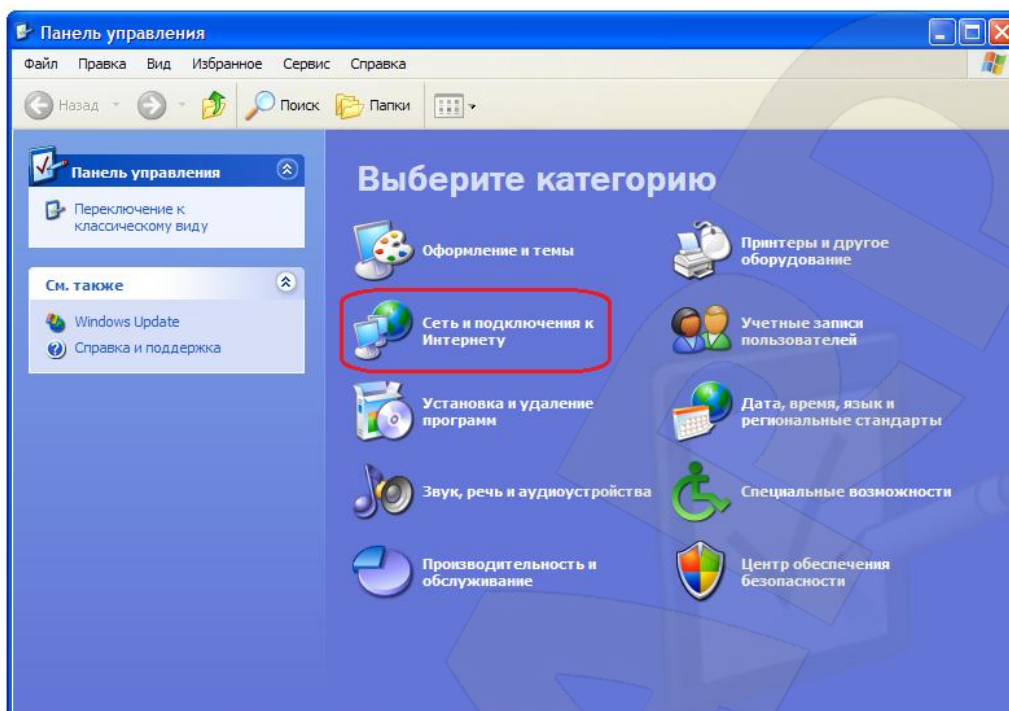 Панель управления
Файл Правка Вид Избранное Сервис Справка
Назад Поиск Папки
Панель управления
Переключение к
классическому виду
См. также
Windows Update
Справка и поддержка
Выберите категорию
Оформление и темы
Принтеры и другое
оборудование
Сеть и подключения к
Интернету
Учетные записи
пользователей
Установка и удаление
программ
Дата, время, язык и
региональные стандарты
Звук, речь и аудиоустройства
Специальные возможности
Производительность и
обслуживание
Центр обеспечения
безопасности